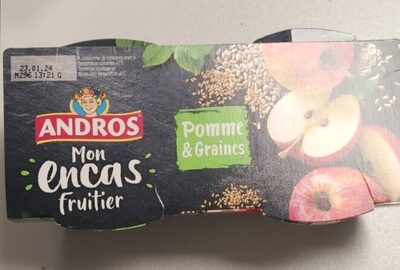 23.01.24
M296 13:21 G
ANDROS
Mon
encas
Fruitier
Pomme
& Graines